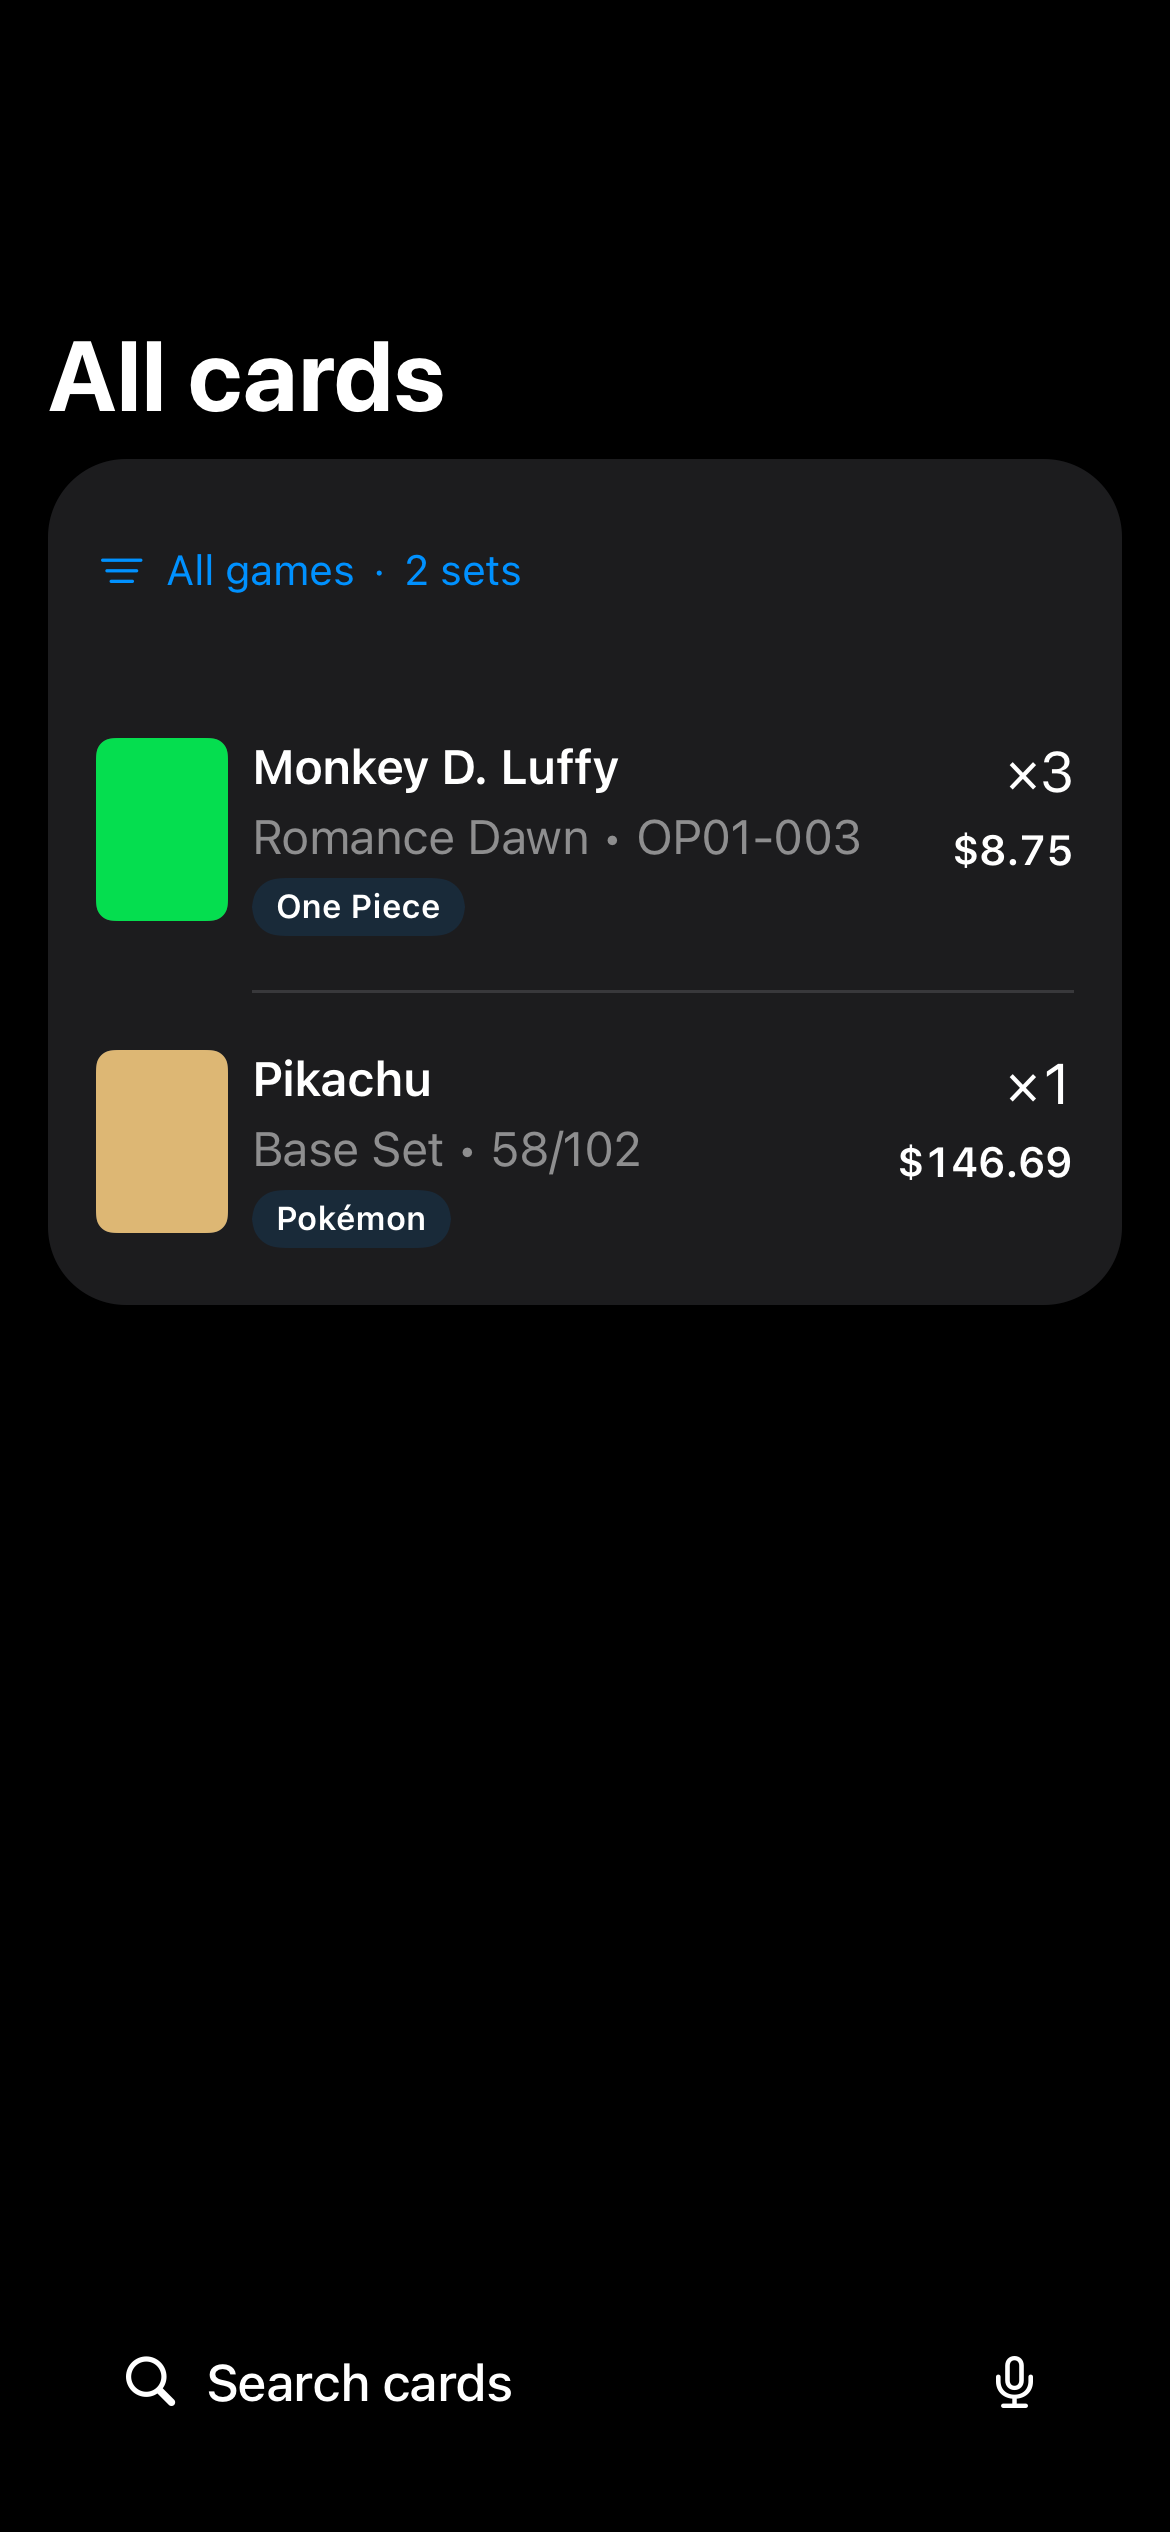 All cards
All games · 2 sets
Monkey D. Luffy
×3
Romance Dawn • OP01-003
$8.75
One Piece
Pikachu
×1
Base Set • 58/102
$146.69
Pokémon
Search cards